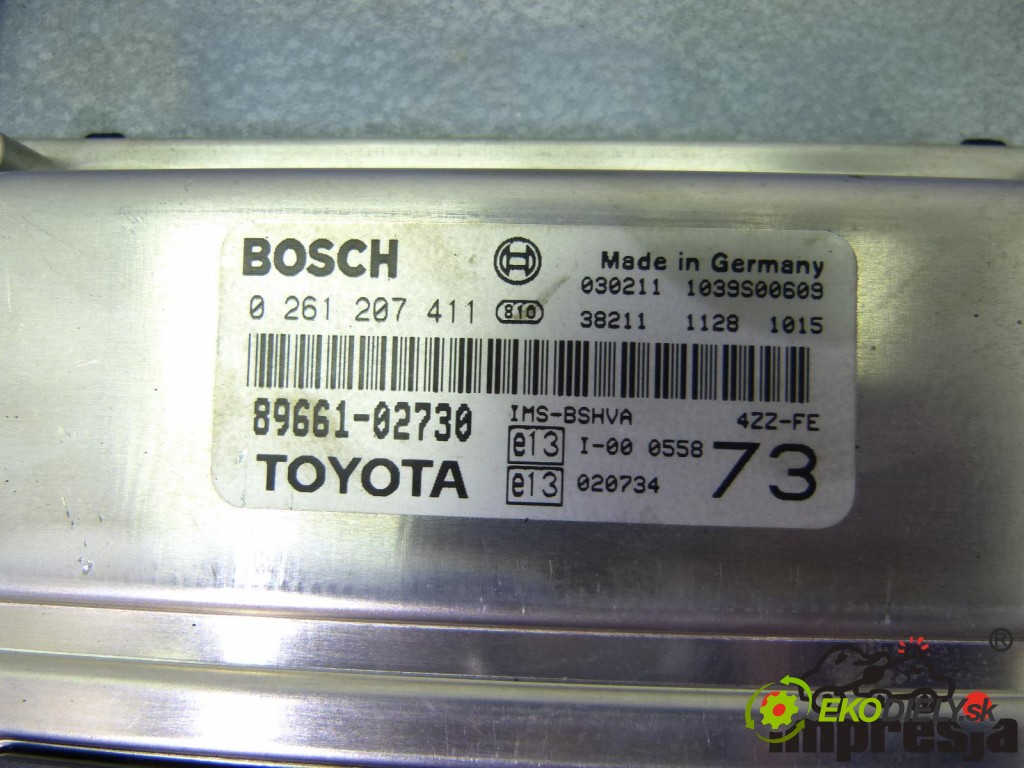 BOSCH
Made in Germany
030211 1039S00609
0 261 207 411 810
38211 1128 1015
89661-02730
IMS-BSHVA 4ZZ-FE
e13 I-00 0558
73
TOYOTA
e13 020734
®
EKODIELY.sk
impresja